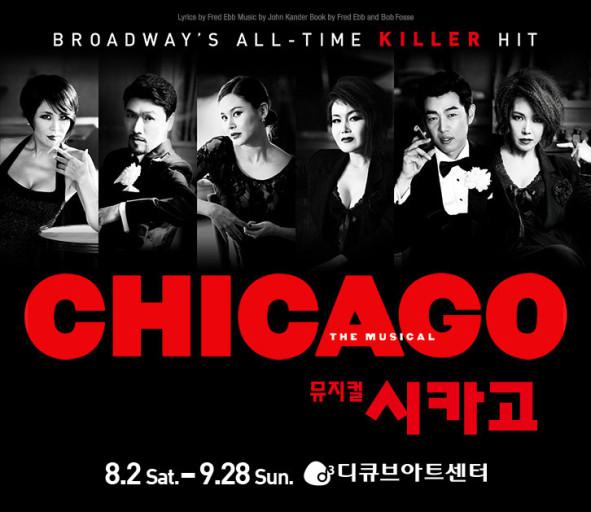 Lyrics by Fred Ebb Music by John Kander Book by Fred Ebb and Bob Fosse
BROADWAY'S ALL-TIME KILLER HIT
CHICAGO
THE MUSICAL
뮤지컬 시카고
8.2 Sat. – 9.28 Sun. d³ 디큐브아트센터